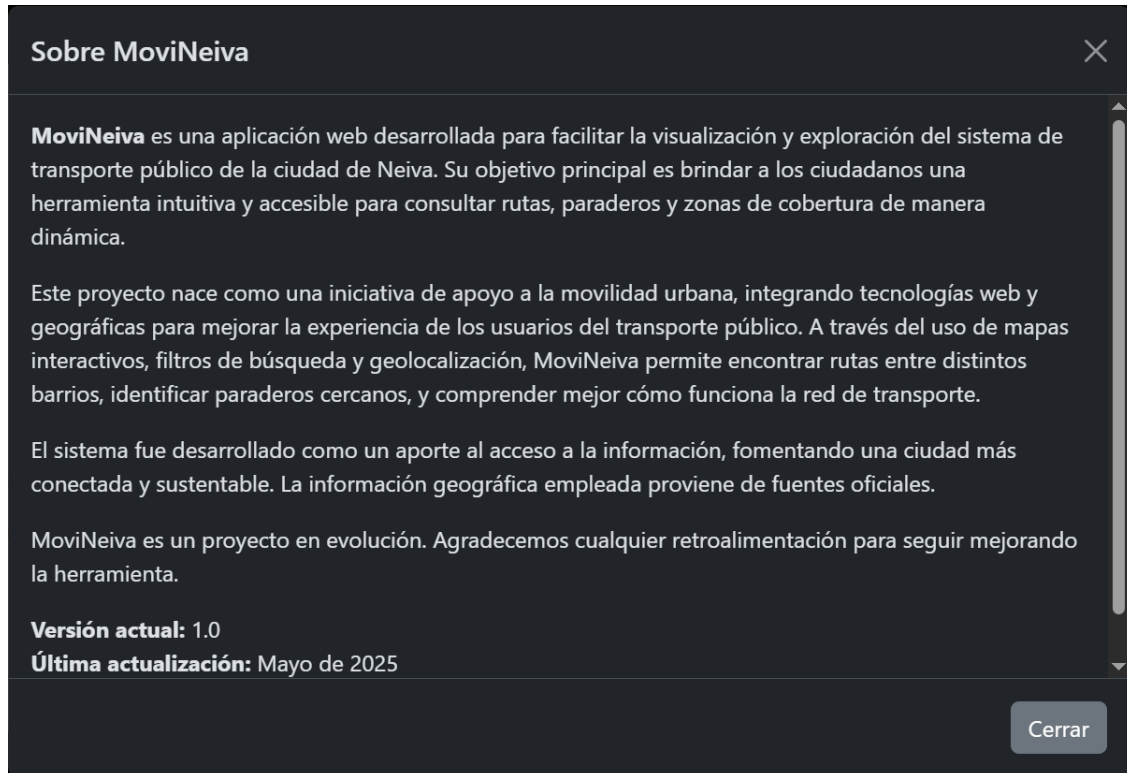 Sobre MoviNeiva
MoviNeiva es una aplicación web desarrollada para facilitar la visualización y exploración del sistema de
transporte público de la ciudad de Neiva. Su objetivo principal es brindar a los ciudadanos una
herramienta intuitiva y accesible para consultar rutas, paraderos y zonas de cobertura de manera
dinámica.
Este proyecto nace como una iniciativa de apoyo a la movilidad urbana, integrando tecnologías web y
geográficas para mejorar la experiencia de los usuarios del transporte público. A través del uso de mapas
interactivos, filtros de búsqueda y geolocalización, MoviNeiva permite encontrar rutas entre distintos
barrios, identificar paraderos cercanos, y comprender mejor cómo funciona la red de transporte.
El sistema fue desarrollado como un aporte al acceso a la información, fomentando una ciudad más
conectada y sustentable. La información geográfica empleada proviene de fuentes oficiales.
MoviNeiva es un proyecto en evolución. Agradecemos cualquier retroalimentación para seguir mejorando
la herramienta.
Versión actual: 1.0
Última actualización: Mayo de 2025
Cerrar